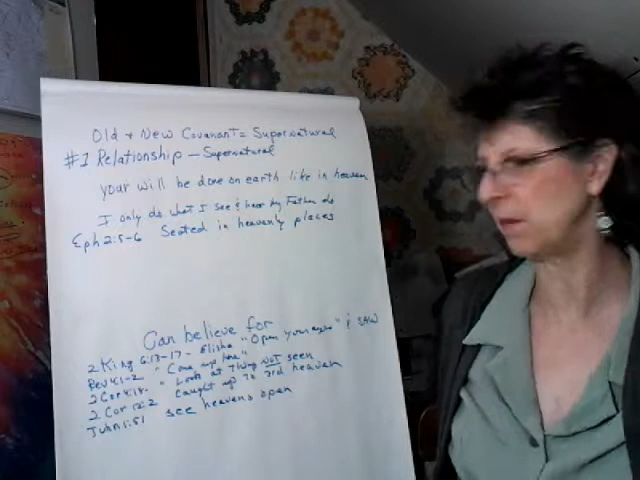 Old + New Covenant = Supernatural
#1 Relationship - Supernatural
your will be done on earth like in heaven
I only do what I see & hear my Father do
Eph 2:5-6 Seated in heavenly places
Can believe for
2 King 6:13-17 - Elisha "Open your eyes" & saw
Rev 4:1-2 "Come up here"
2 Cor 4:18 - "Look at Thing NOT seen
2 Cor 12:2 Caught up to 3rd heaven
John 1:51 see heavens open